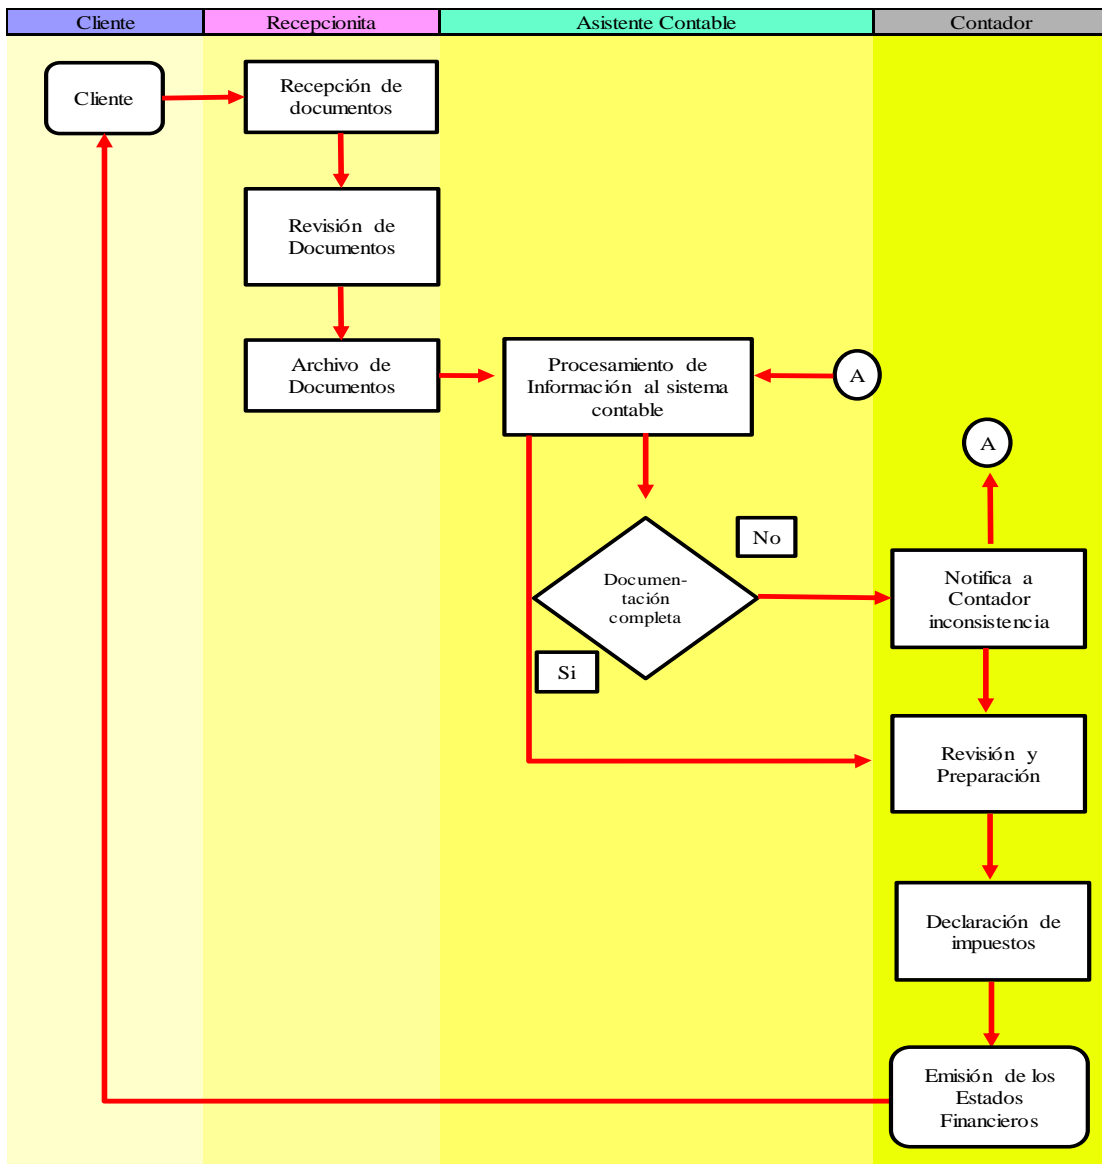 Cliente
Recepcionita
Asistente Contable
Contador
Cliente
Recepción de
documentos
Revisión de
Documentos
Archivo de
Documentos
Procesamiento de
Información al sistema
contable
A
A
No
Documen-
tación
completa
Si
Notifica a
Contador
inconsistencia
Revisión y
Preparación
Declaración de
impuestos
Emisión de los
Estados
Financieros